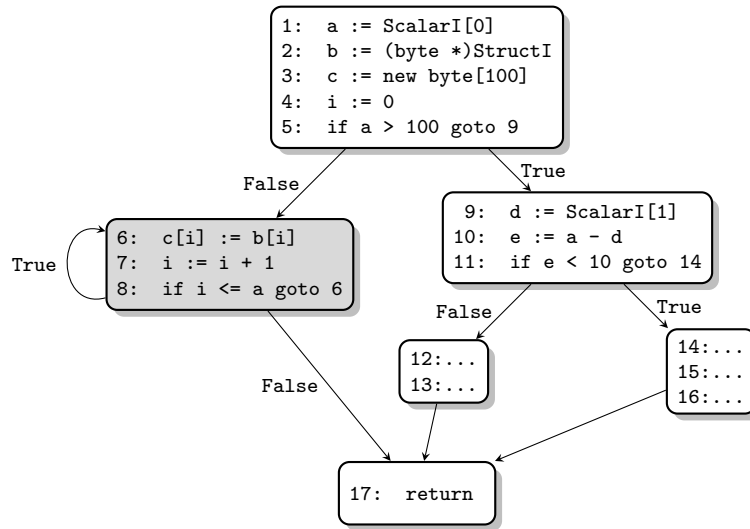 1: a := ScalarI[0]
2: b := (byte *)StructI
3: c := new byte[100]
4: i := 0
5: if a > 100 goto 9
False
True
6: c[i] := b[i]
7: i := i + 1
8: if i <= a goto 6
True
9: d := ScalarI[1]
10: e := a - d
11: if e < 10 goto 14
False
True
12:...
13:...
14:...
15:...
16:...
False
17: return